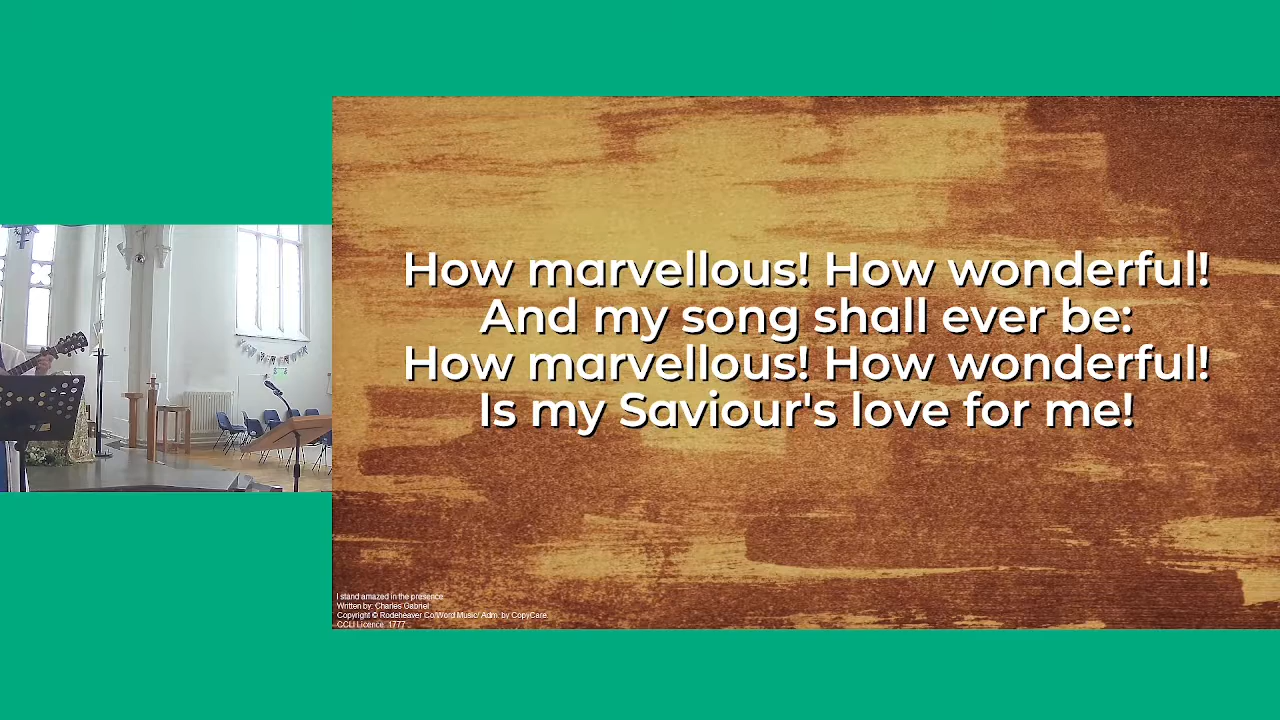 How marvellous! How wonderful!
And my song shall ever be:
How marvellous! How wonderful!
Is my Saviour's love for me!
I stand amazed in the presence
Written by: Charles Gabriel
Copyright © Rodeheaver Co/Word Music/ Adm. by CopyCare
CCLI Licence: 1777